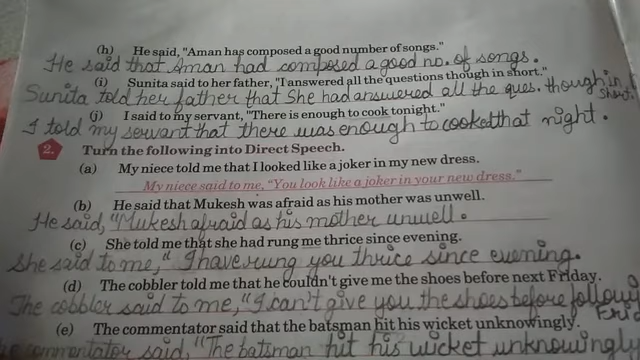 (h) He said, "Aman has composed a good number of songs."
He said that Aman had composed a good no. of songs.
(i) Sunita said to her father, "I answered all the questions though in short."
Sunita told her father that She had answered all the ques. though in short.
(j) I said to my servant, "There is enough to cook tonight."
I told my servant that there was enough to cooked that night.
2. Turn the following into Direct Speech.
(a) My niece told me that I looked like a joker in my new dress.
My niece said to me, "You look like a joker in your new dress."
(b) He said that Mukesh was afraid as his mother was unwell.
He said, "Mukesh afraid as his mother unwell.
(c) She told me that she had rung me thrice since evening.
She said to me, "I have rung you thrice since evening.
(d) The cobbler told me that he couldn't give me the shoes before next Friday.
The cobbler said to me, "I can't give you the shoes before
(e) The commentator said that the batsman hit his wicket unknowingly.
commentator said, "The batsman hit his wicket unknowingly